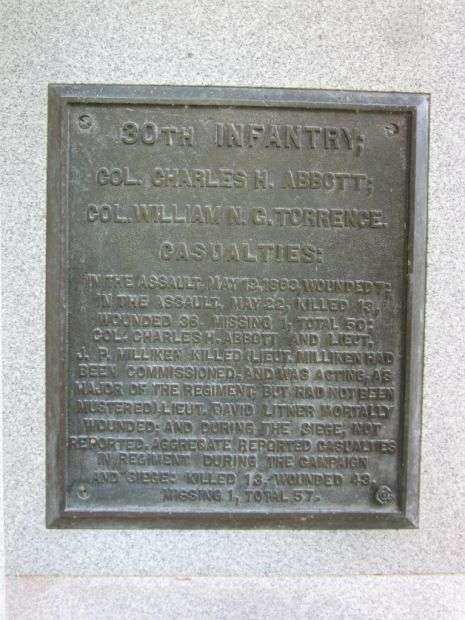 30TH INFANTRY;
COL. CHARLES H. ABBOTT;
COL. WILLIAM N. G. TORRENCE.
CASUALTIES:
IN THE ASSAULT, MAY 19, 1863, WOUNDED 7;
IN THE ASSAULT, MAY 22, KILLED 13,
WOUNDED 36, MISSING 1, TOTAL 50;
COL. CHARLES H. ABBOTT AND LIEUT.
J. P. MILLIKEN KILLED (LIEUT. MILLIKEN HAD
BEEN COMMISSIONED, AND WAS ACTING, AS
MAJOR OF THE REGIMENT BUT HAD NOT BEEN
MUSTERED) LIEUT. DAVID LITNER MORTALLY
WOUNDED: AND DURING THE SIEGE, NOT
REPORTED. AGGREGATE REPORTED CASUALTIES
IN REGIMENT DURING THE CAMPAIGN
AND SIEGE: KILLED 13, WOUNDED 43,
MISSING 1, TOTAL 57.